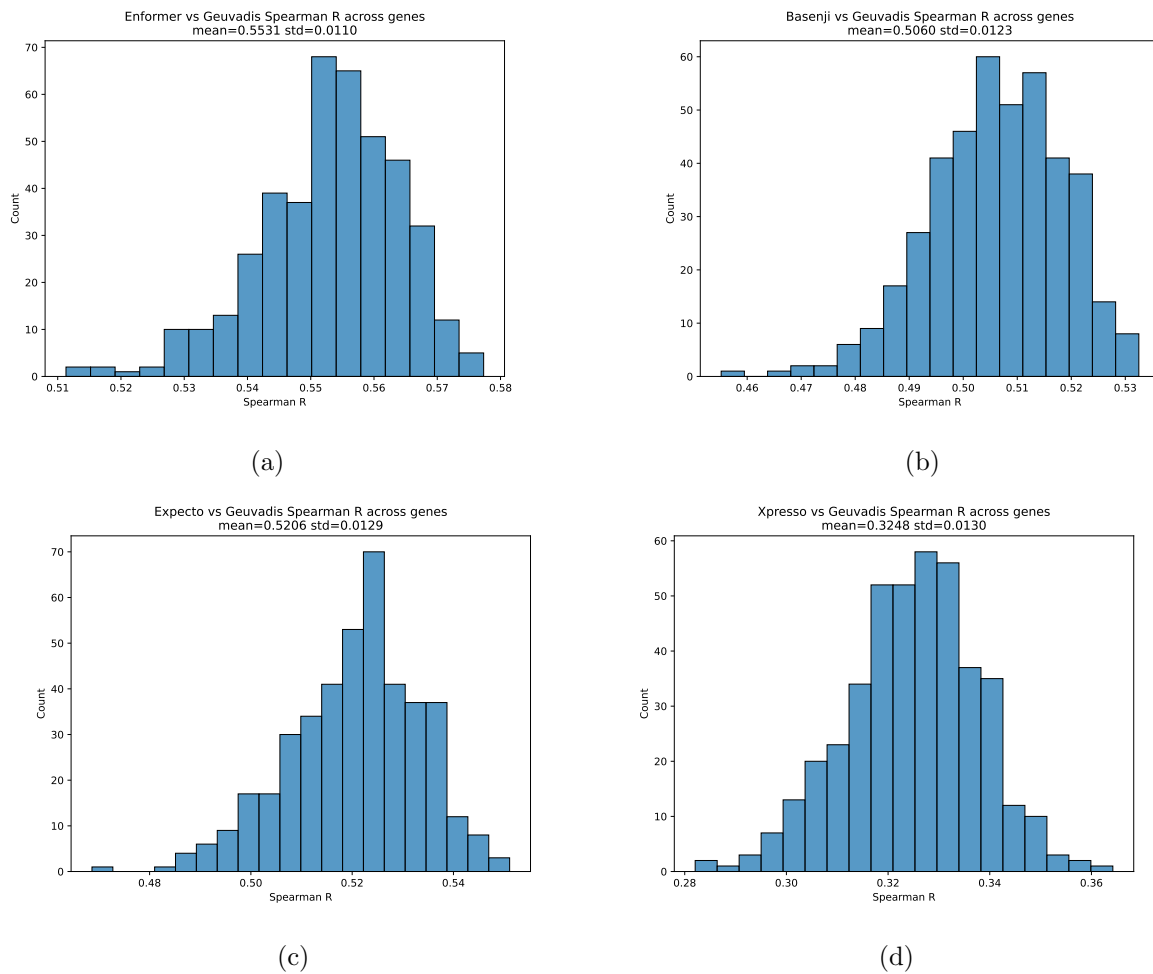 Enformer vs Geuvadis Spearman R across genes
mean=0.5531 std=0.0110
70
60
50
40
30
20
10
0
Count
0.51 0.52 0.53 0.54 0.55 0.56 0.57 0.58
Spearman R
(a)
Basenji vs Geuvadis Spearman R across genes
mean=0.5060 std=0.0123
60
50
40
30
20
10
0
Count
0.46 0.47 0.48 0.49 0.50 0.51 0.52 0.53
Spearman R
(b)
Expecto vs Geuvadis Spearman R across genes
mean=0.5206 std=0.0129
70
60
50
40
30
20
10
0
Count
0.48 0.50 0.52 0.54
Spearman R
(c)
Xpresso vs Geuvadis Spearman R across genes
mean=0.3248 std=0.0130
60
50
40
30
20
10
0
Count
0.28 0.30 0.32 0.34 0.36
Spearman R
(d)